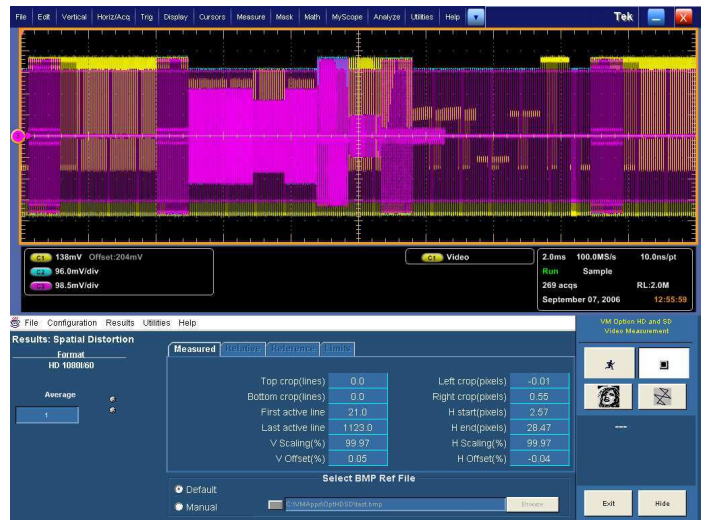 File Edit Vertical Horiz/Acq Trig Display Cursors Measure Mask Math MyScope Analyze Utilities Help Tek X
C1 138mV Offset:204mV
C2 96.0mV/div
C3 98.5mV/div
C1 Video
2.0ms 100.0MS/s 10.0ns/pt
Run Sample
269 acqs RL:2.0M
September 07, 2006 12:55:59
File Configuration Results Utilities Help
VM Option HD and SD
Video Measurement
Results: Spatial Distortion
Format
HD 1080I/60
Average
1
Measured Relative Reference Limits
Top crop(lines) 0.0 Left crop(pixels) -0.01
Bottom crop(lines) 0.0 Right crop(pixels) 0.55
First active line 21.0 H start(pixels) 2.57
Last active line 1123.0 H end(pixels) 28.47
V Scaling(%) 99.97 H Scaling(%) 99.97
V Offset(%) 0.05 H Offset(%) -0.04
---
Select BMP Ref File
Default
Manual C:\VMApps\OptHDSD\test.bmp Browse
Exit Hide